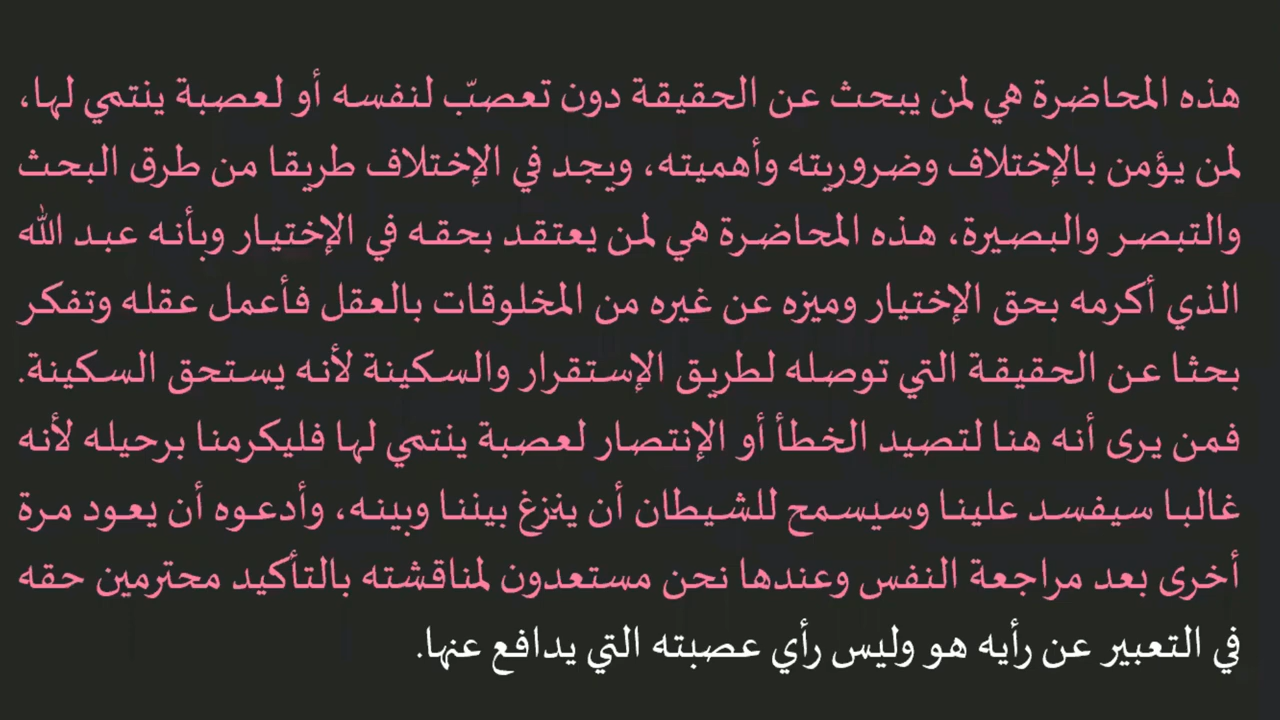 هذه المحاضرة هي لمن يبحث عن الحقيقة دون تعصبّ لنفسه أو لعصبة ينتمي لها،
لمن يؤمن بالإختلاف وضروريته وأهميته، ويجد في الإختلاف طريقا من طرق البحث
والتبصر والبصيرة، هذه المحاضرة هي لمن يعتقد بحقه في الإختيار وبأنه عبد الله
الذي أكرمه بحق الإختيار وميزه عن غيره من المخلوقات بالعقل فأعمل عقله وتفكر
بحثا عن الحقيقة التي توصله لطريق الإستقرار والسكينة لأنه يستحق السكينة.
فمن يرى أنه هنا لتصيد الخطأ أو الإنتصار لعصبة ينتمي لها فليكرمنا برحيله لأنه
غالبا سيفسد علينا وسيسمح للشيطان أن ينزغ بيننا وبينه، وأدعوه أن يعود مرة
أخرى بعد مراجعة النفس وعندها نحن مستعدون لمناقشته بالتأكيد محترمين حقه
في التعبير عن رأيه هو وليس رأي عصبته التي يدافع عنها.